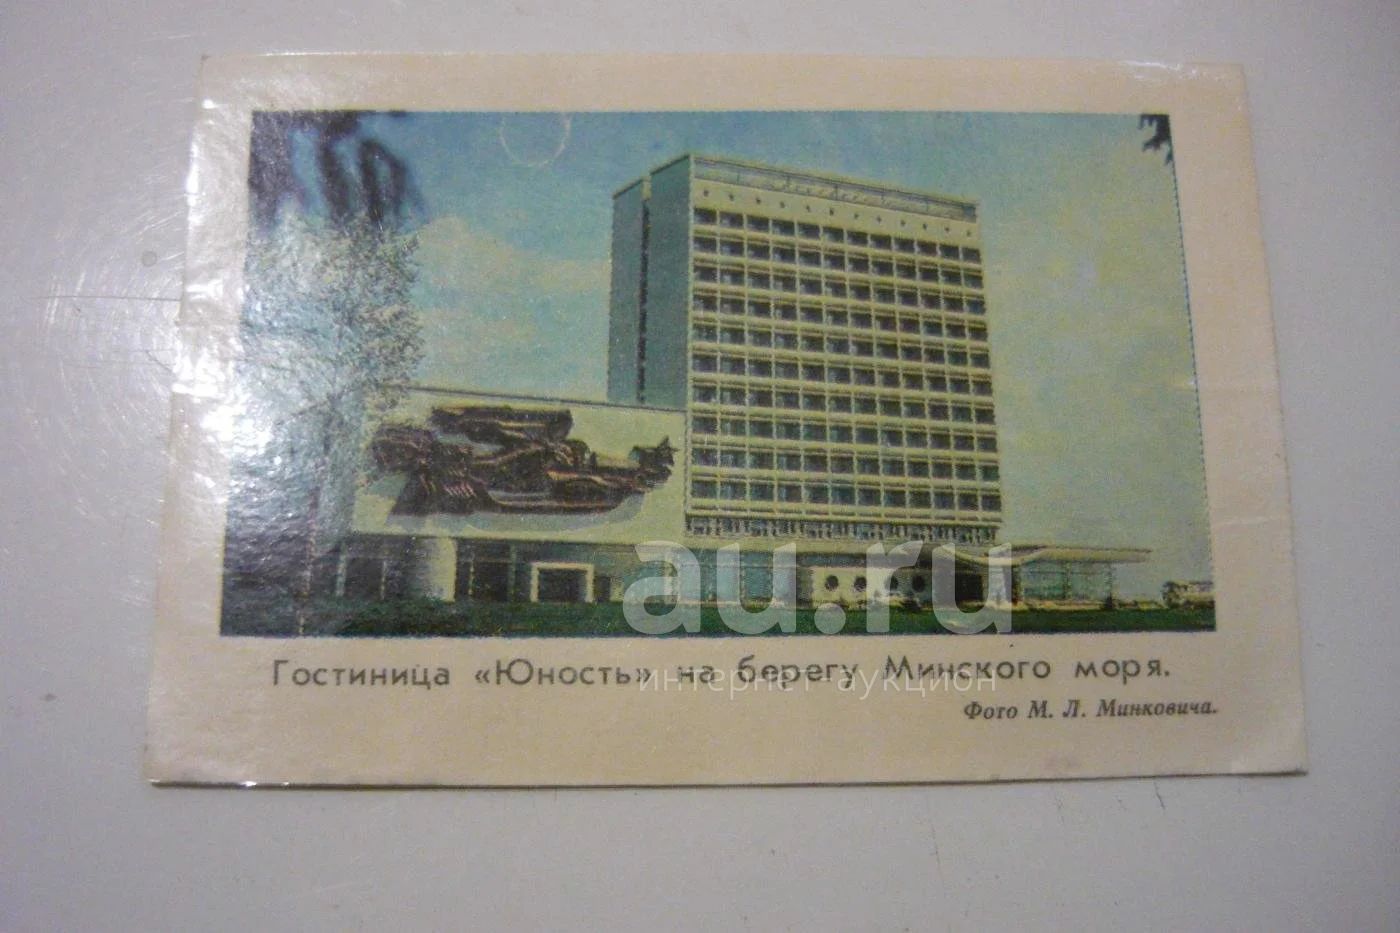 au.ru
Гостиница «Юность» на берегу Минского моря.
интернет-аукцион
Фото М. Л. Минковича.